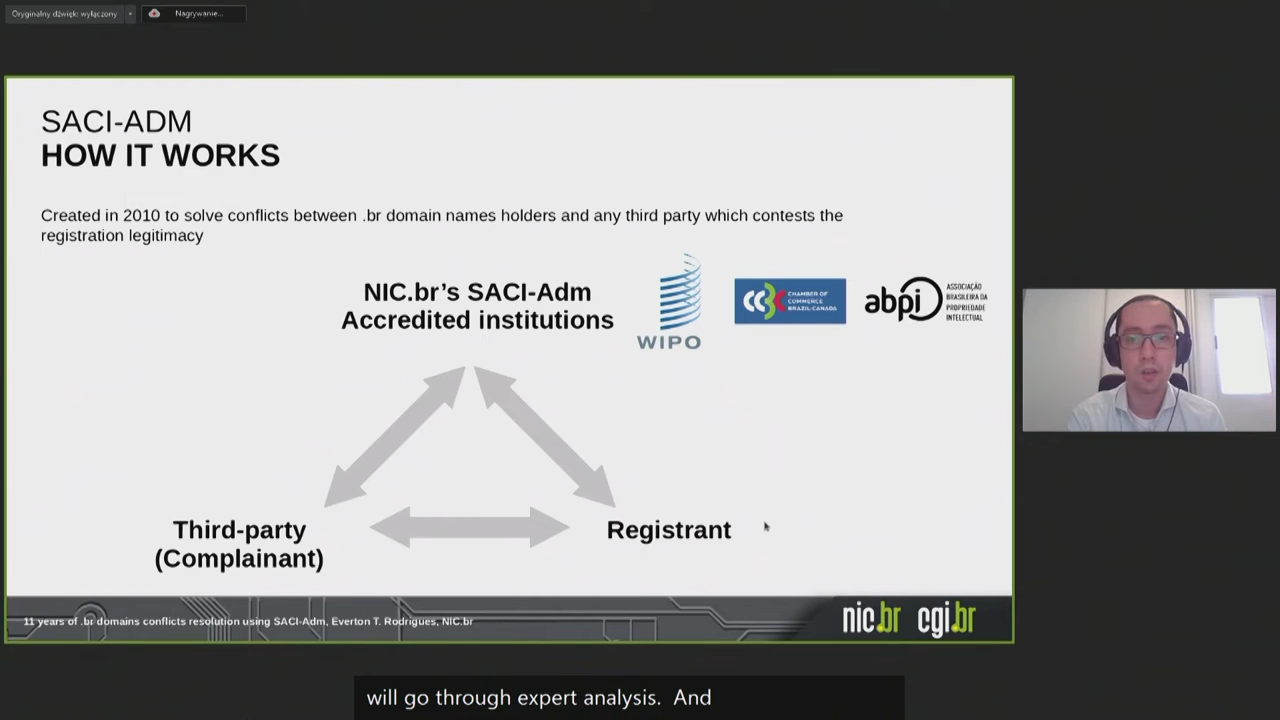 Oryginalny dźwięk: wyłączony
Nagrywanie...
SACI-ADM
HOW IT WORKS
Created in 2010 to solve conflicts between .br domain names holders and any third party which contests the
registration legitimacy
NIC.br's SACI-Adm
Accredited institutions
WIPO
CCBC
CHAMBER OF
COMMERCE
BRAZIL-CANADA
abpi
ASSOCIAÇÃO
BRASILEIRA DA
PROPRIEDADE
INTELECTUAL
Third-party
(Complainant)
Registrant
11 years of .br domains conflicts resolution using SACI-Adm, Everton T. Rodrigues, NIC.br
nic.br cgi.br
will go through expert analysis. And